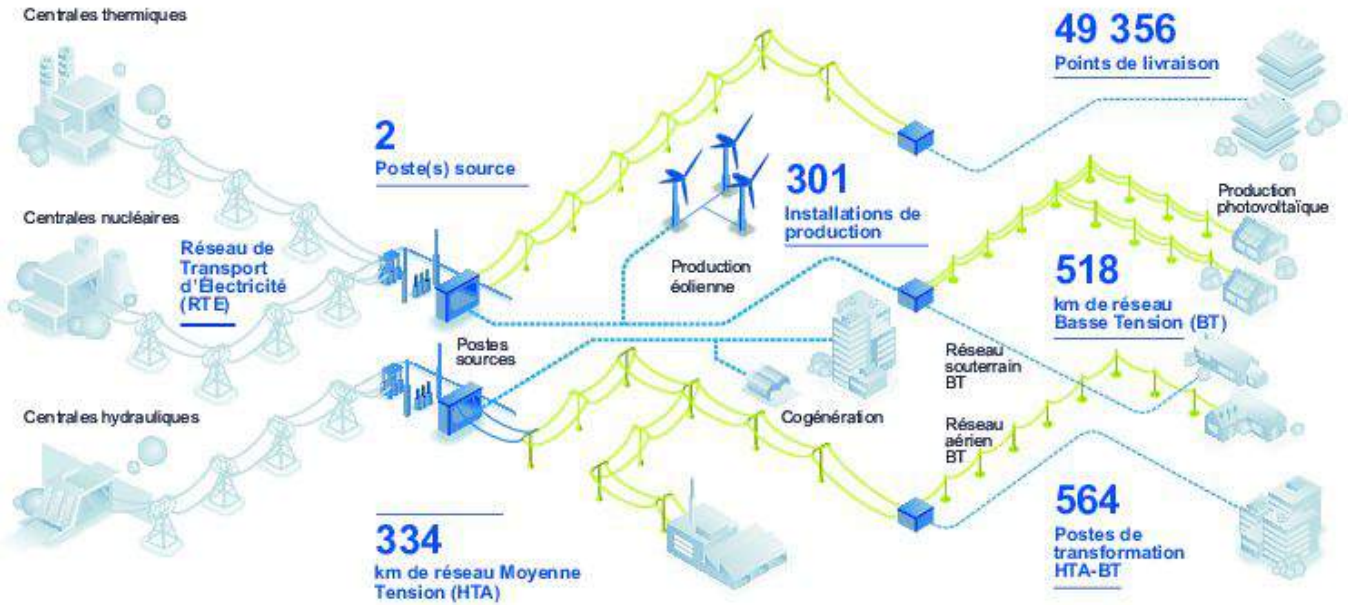 Centrales thermiques
49 356
Points de livraison
2
Poste(s) source
301
Installations de
production
Production
photovoltaïque
Centrales nucléaires
Réseau de
Transport
d'Électricité
(RTE)
Production
éolienne
518
km de réseau
Basse Tension (BT)
Postes
sources
Réseau
souterrain
BT
Centrales hydrauliques
Cogénération
Réseau
aérien
BT
334
km de réseau Moyenne
Tension (HTA)
564
Postes de
transformation
HTA-BT